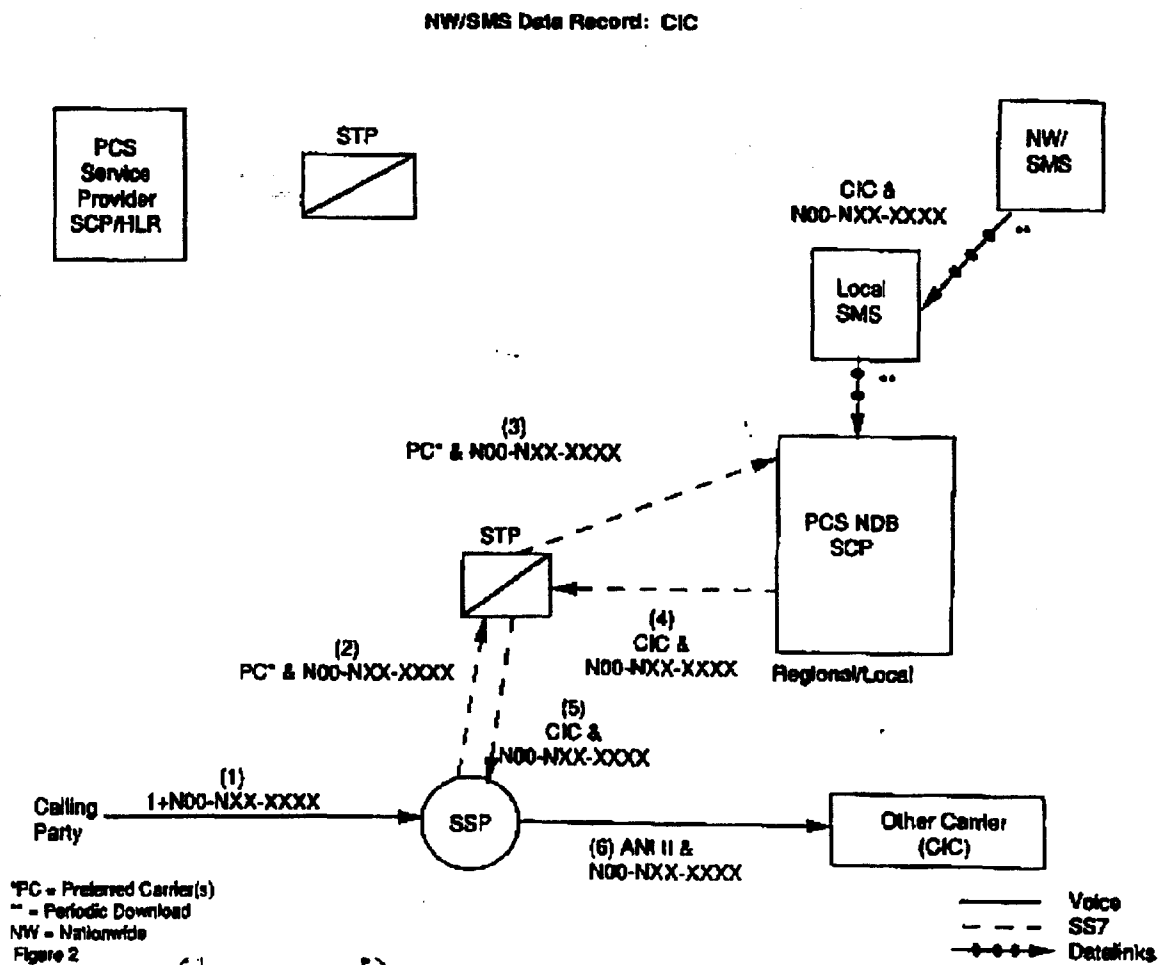 NW/SMS Data Record: CIC
PCS
Service
Provider
SCP/HLR
STP
NW/
SMS
CIC &
N00-NXX-XXXX
**
Local
SMS
**
(3)
PC* & N00-NXX-XXXX
PCS NDB
SCP
STP
(4)
CIC &
N00-NXX-XXXX
Regional/Local
(2)
PC* & N00-NXX-XXXX
(5)
CIC &
N00-NXX-XXXX
Calling
Party
(1)
1+N00-NXX-XXXX
SSP
(6) ANI II &
N00-NXX-XXXX
Other Carrier
(CIC)
*PC = Preferred Carrier(s)
** = Periodic Download
NW = Nationwide
Figure 2
Voice
SS7
Datalinks